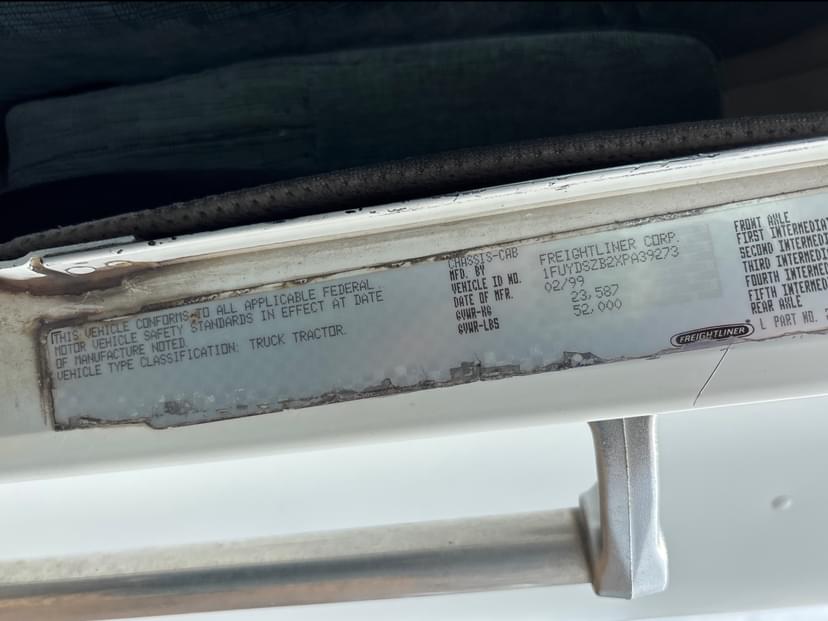 THIS VEHICLE CONFORMS TO ALL APPLICABLE FEDERAL
MOTOR VEHICLE SAFETY STANDARDS IN EFFECT AT DATE
OF MANUFACTURE NOTED.
VEHICLE TYPE CLASSIFICATION: TRUCK TRACTOR.
CHASSIS-CAB
MFD. BY FREIGHTLINER CORP.
VEHICLE ID NO. 1FUYDSZB2XPA39273
DATE OF MFR. 02/99
GVWR-KG 23,587
GVWR-LBS 52,000
FREIGHTLINER
FRONT AXLE
FIRST INTERMEDIAT
SECOND INTERMEDI
THIRD INTERMEDI
FOURTH INTERMED
FIFTH INTERMED
REAR AXLE
L PART NO.